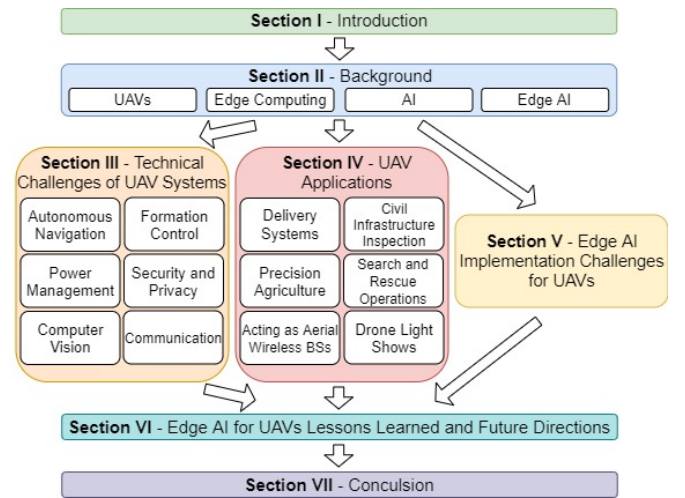 Section I - Introduction
Section II - Background
UAVs
Edge Computing
AI
Edge AI
Section III - Technical
Challenges of UAV Systems
Autonomous
Navigation
Formation
Control
Power
Management
Security and
Privacy
Computer
Vision
Communication
Section IV - UAV
Applications
Delivery
Systems
Civil
Infrastructure
Inspection
Precision
Agriculture
Search and
Rescue
Operations
Acting as Aerial
Wireless BSs
Drone Light
Shows
Section V - Edge AI
Implementation Challenges
for UAVs
Section VI - Edge AI for UAVs Lessons Learned and Future Directions
Section VII - Conculsion